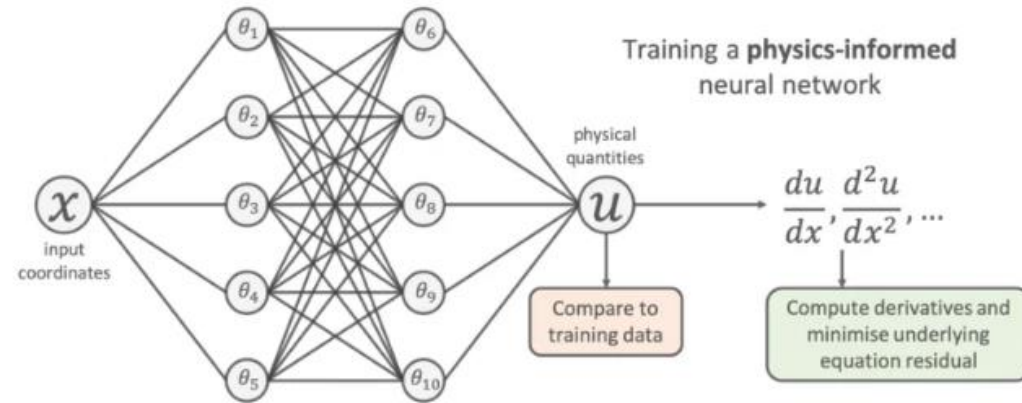 Training a physics-informed
neural network
x
input
coordinates
θ₁
θ₂
θ₃
θ₄
θ₅
θ₆
θ₇
θ₈
θ₉
θ₁₀
physical
quantities
u
du/dx, d²u/dx², ...
Compare to
training data
Compute derivatives and
minimise underlying
equation residual